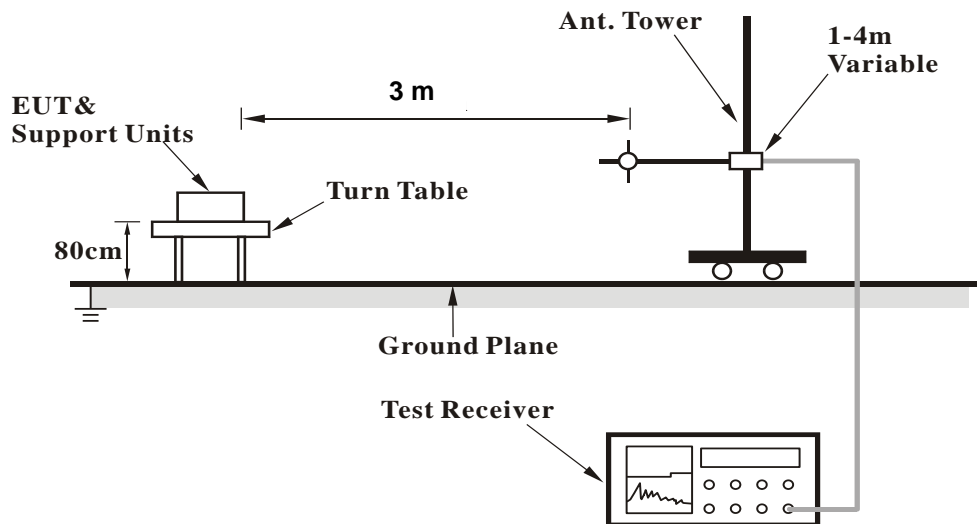 Ant. Tower
1-4m
Variable
3 m
EUT&
Support Units
Turn Table
80cm
Ground Plane
Test Receiver